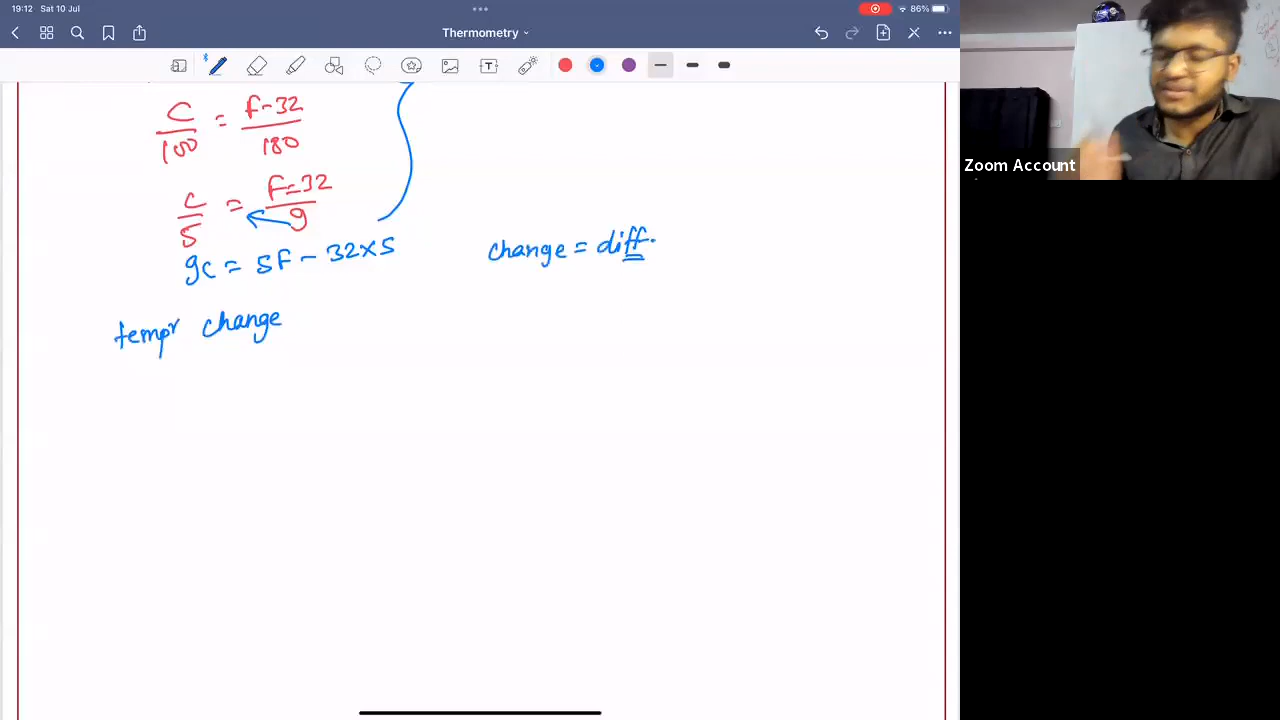 19:12 Sat 10 Jul
86%
Thermometry
C/100 = F-32/180
C/5 = F-32/9
9C = 5F - 32×5
change = diff.
tempr change
Zoom Account